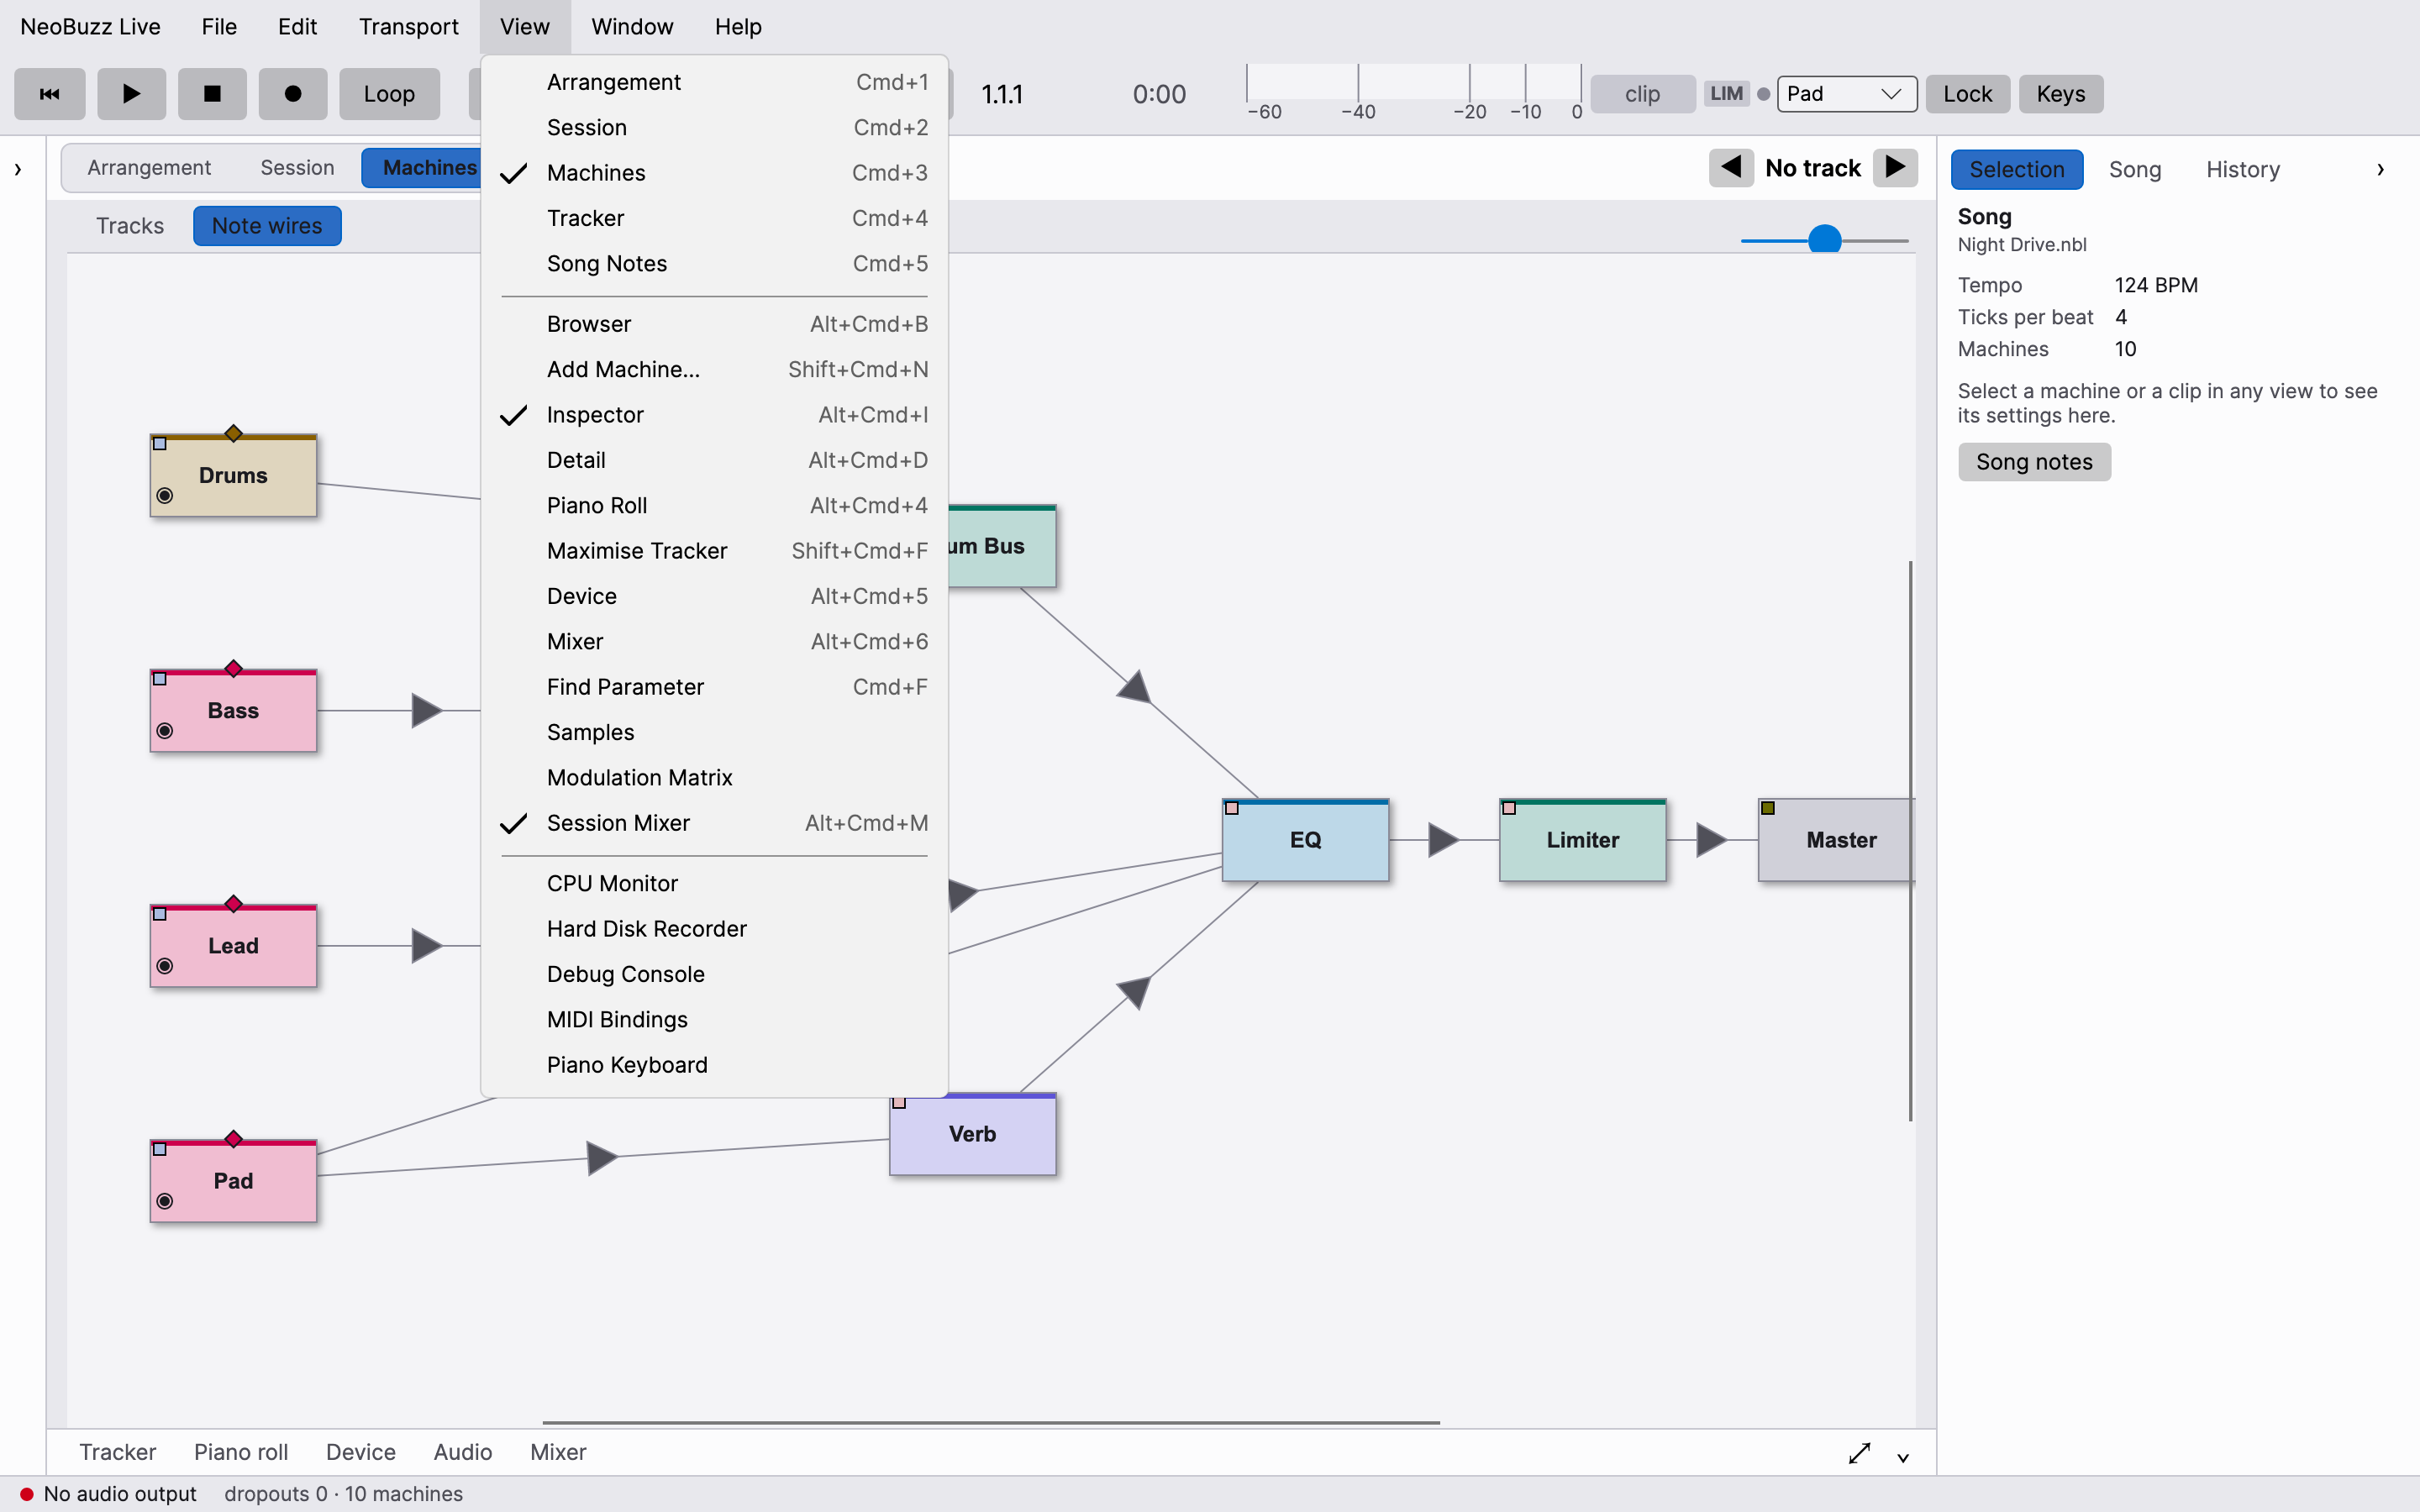 NeoBuzz Live File Edit Transport View Window Help
Loop
1.1.1 0:00
−60 −40 −20 −10 0
clip LIM Pad Lock Keys
Arrangement Cmd+1
Session Cmd+2
Machines Cmd+3
Tracker Cmd+4
Song Notes Cmd+5
Browser Alt+Cmd+B
Add Machine... Shift+Cmd+N
Inspector Alt+Cmd+I
Detail Alt+Cmd+D
Piano Roll Alt+Cmd+4
Maximise Tracker Shift+Cmd+F
Device Alt+Cmd+5
Mixer Alt+Cmd+6
Find Parameter Cmd+F
Samples
Modulation Matrix
Session Mixer Alt+Cmd+M
CPU Monitor
Hard Disk Recorder
Debug Console
MIDI Bindings
Piano Keyboard
Arrangement Session Machines
No track
Tracks Note wires
Drums
Bass
Lead
Pad
um Bus
EQ
Limiter
Master
Verb
Selection Song History
Song
Night Drive.nbl
Tempo 124 BPM
Ticks per beat 4
Machines 10
Select a machine or a clip in any view to see
its settings here.
Song notes
Tracker Piano roll Device Audio Mixer
No audio output dropouts 0 · 10 machines